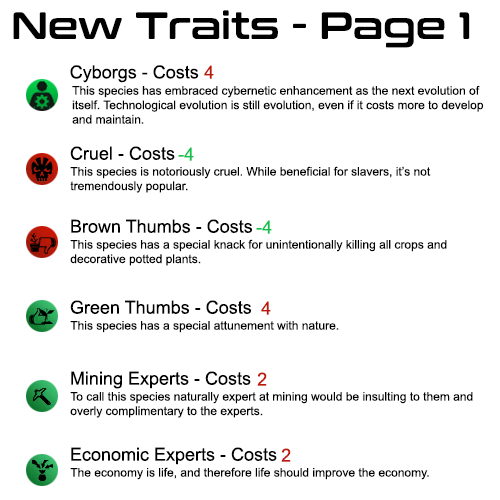 New Traits - Page 1
Cyborgs - Costs 4
This species has embraced cybernetic enhancement as the next evolution of
itself. Technological evolution is still evolution, even if it costs more to develop
and maintain.
Cruel - Costs -4
This species is notoriously cruel. While beneficial for slavers, it's not
tremendously popular.
Brown Thumbs - Costs -4
This species has a special knack for unintentionally killing all crops and
decorative potted plants.
Green Thumbs - Costs 4
This species has a special attunement with nature.
Mining Experts - Costs 2
To call this species naturally expert at mining would be insulting to them and
overly complimentary to the experts.
Economic Experts - Costs 2
The economy is life, and therefore life should improve the economy.